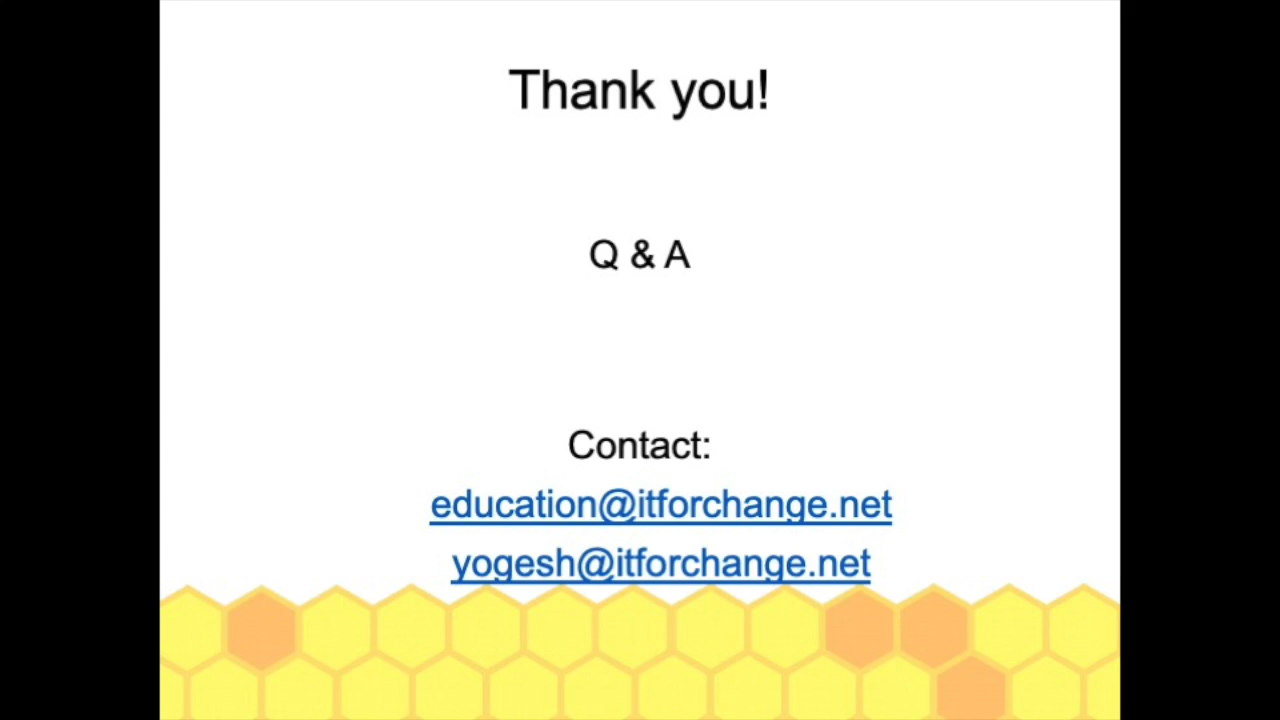 Thank you!
Q & A
Contact:
education@itforchange.net
yogesh@itforchange.net